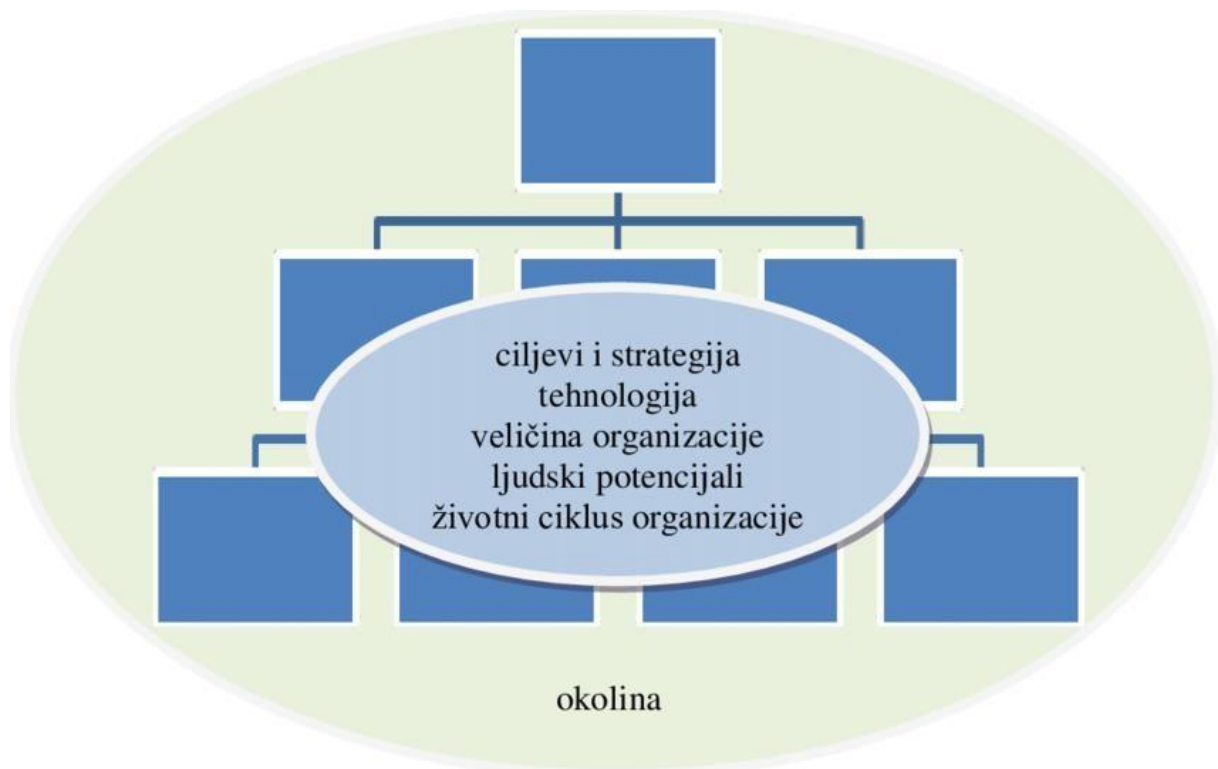 ciljevi i strategija
tehnologija
veličina organizacije
ljudski potencijali
životni ciklus organizacije
okolina